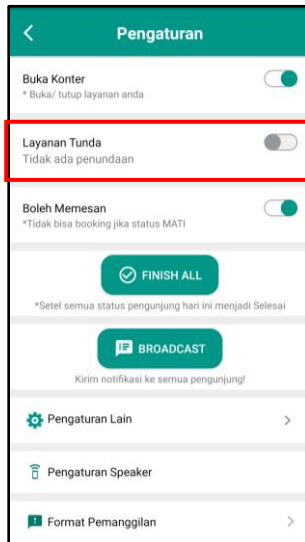 Pengaturan
Buka Konter
* Buka/ tutup layanan anda
Layanan Tunda
Tidak ada penundaan
Boleh Memesan
*Tidak bisa booking jika status MATI
FINISH ALL
*Setel semua status pengunjung hari ini menjadi Selesai
BROADCAST
Kirim notifikasi ke semua pengunjung!
Pengaturan Lain
Pengaturan Speaker
Format Pemanggilan